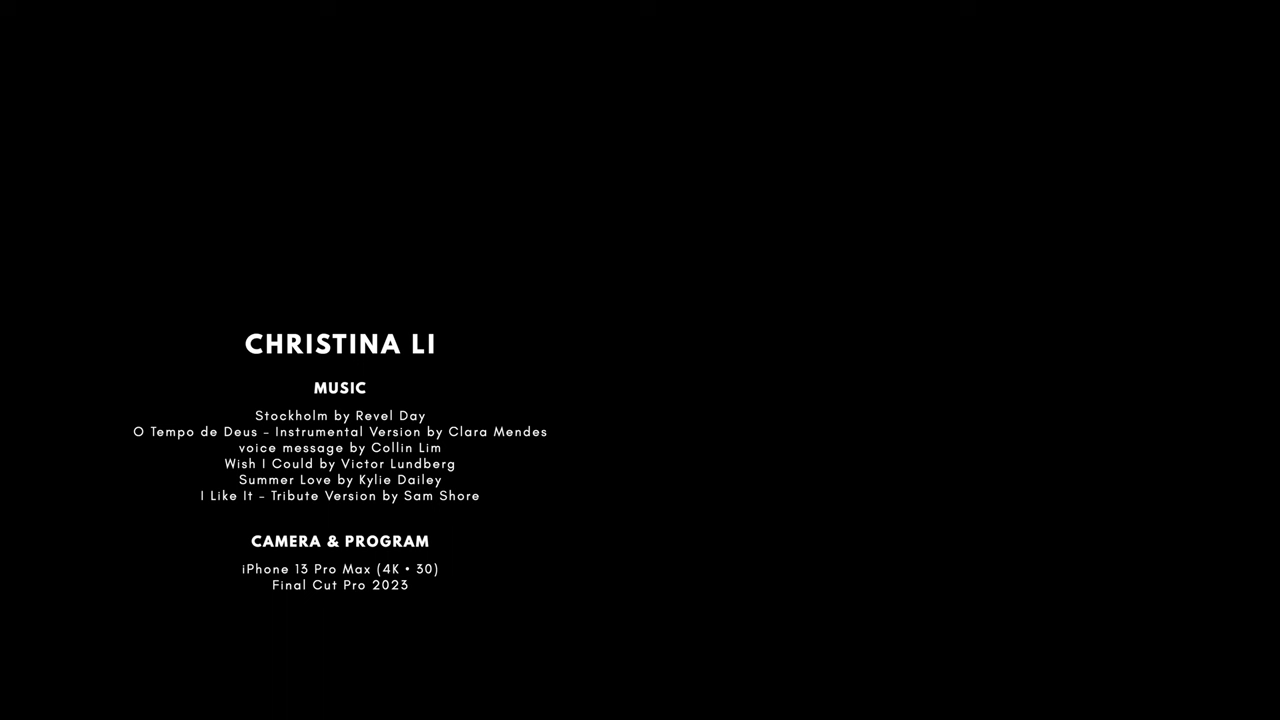 CHRISTINA LI
MUSIC
Stockholm by Revel Day
O Tempo de Deus - Instrumental Version by Clara Mendes
voice message by Collin Lim
Wish I Could by Victor Lundberg
Summer Love by Kylie Dailey
I Like It - Tribute Version by Sam Shore
CAMERA & PROGRAM
iPhone 13 Pro Max (4K • 30)
Final Cut Pro 2023